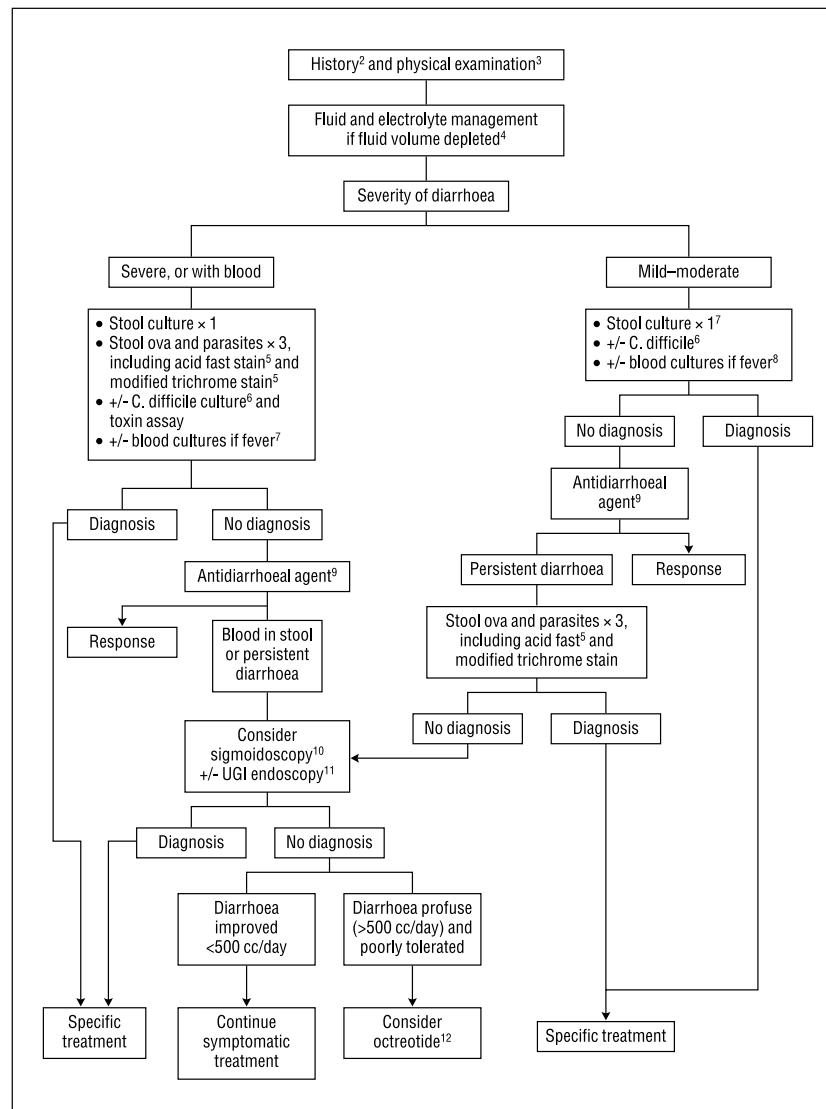 History² and physical examination³
Fluid and electrolyte management
if fluid volume depleted⁴
Severity of diarrhoea
Severe, or with blood
Mild–moderate
• Stool culture × 1
• Stool ova and parasites × 3,
including acid fast stain⁵ and
modified trichrome stain⁵
• +/- C. difficile culture⁶ and
toxin assay
• +/- blood cultures if fever⁷
• Stool culture × 1⁷
• +/- C. difficile⁶
• +/- blood cultures if fever⁸
No diagnosis
Diagnosis
Antidiarrhoeal
agent⁹
Diagnosis
No diagnosis
Persistent diarrhoea
Response
Antidiarrhoeal agent⁹
Response
Blood in stool
or persistent
diarrhoea
Stool ova and parasites × 3,
including acid fast⁵ and
modified trichrome stain
No diagnosis
Diagnosis
Consider
sigmoidoscopy¹⁰
+/- UGI endoscopy¹¹
Diagnosis
No diagnosis
Diarrhoea
improved
<500 cc/day
Diarrhoea profuse
(>500 cc/day) and
poorly tolerated
Specific
treatment
Continue
symptomatic
treatment
Consider
octreotide¹²
Specific treatment